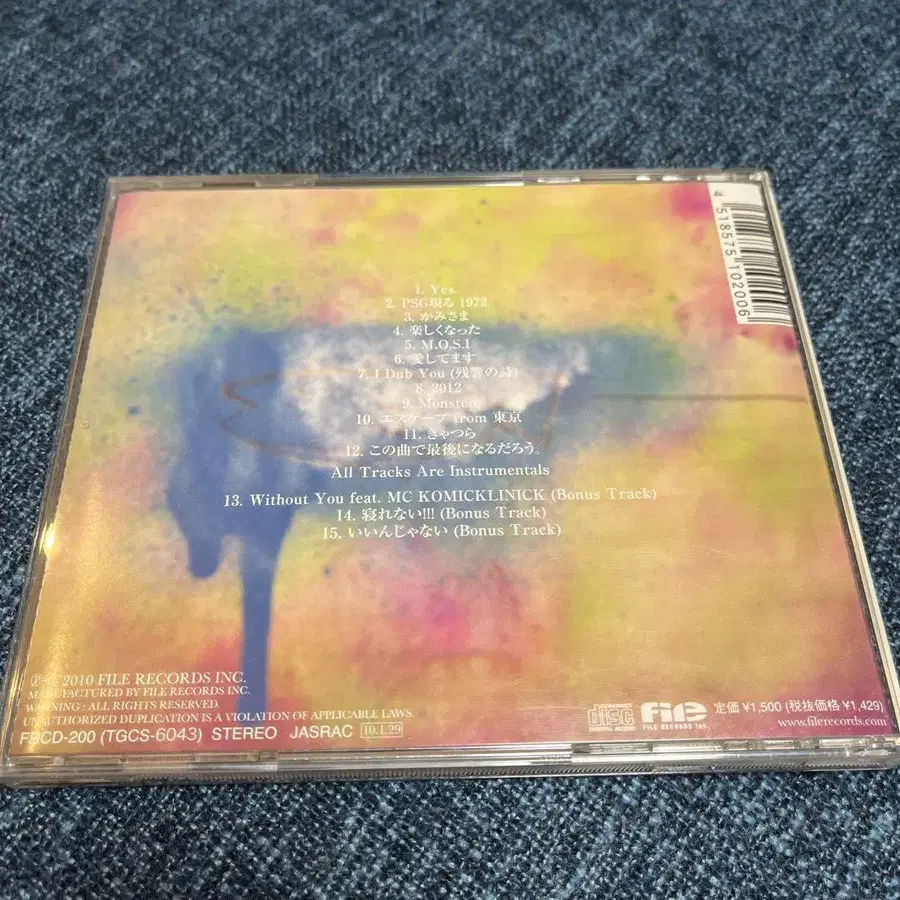 1. Yes.
2. PSG現る 1972
3. かみさま
4. 楽しくなった
5. M.O.S.I
6. 愛してます
7. I Dub You (残響の詩)
8. 2012
9. Monster
10. エスケープ from 東京
11. きゃつら
12. この曲で最後になるだろう。
All Tracks Are Instrumentals
13. Without You feat. MC KOMICKLINICK (Bonus Track)
14. 寝れない!!! (Bonus Track)
15. いいんじゃない (Bonus Track)
4 518575 102006
℗ © 2010 FILE RECORDS INC.
MANUFACTURED BY FILE RECORDS INC.
WARNING : ALL RIGHTS RESERVED.
UNAUTHORIZED DUPLICATION IS A VIOLATION OF APPLICABLE LAWS.
FRCD-200 (TGCS-6043) STEREO JASRAC 10.1.29
COMPACT disc DIGITAL AUDIO
File FILE RECORDS Inc.
定価 ¥1,500 (税抜価格 ¥1,429)
www.filerecords.com